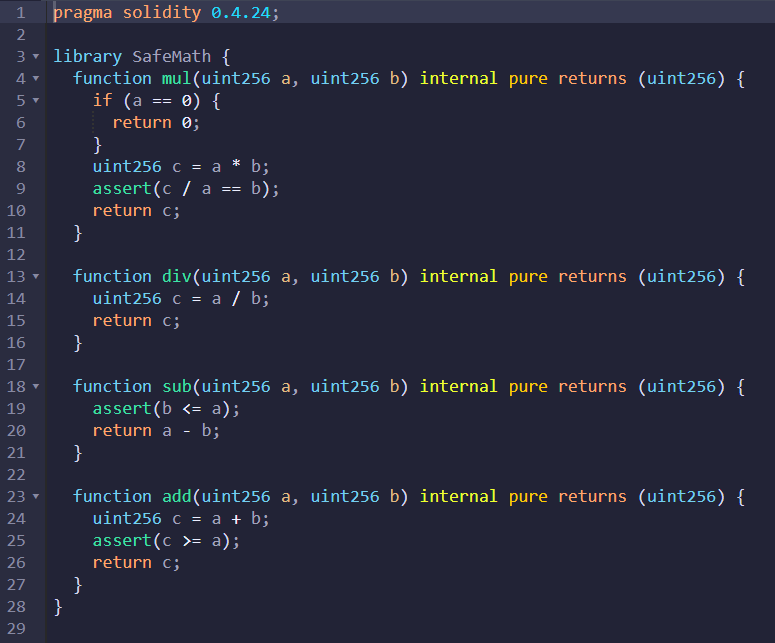 1 pragma solidity 0.4.24;
2
3 library SafeMath {
4 function mul(uint256 a, uint256 b) internal pure returns (uint256) {
5 if (a == 0) {
6 return 0;
7 }
8 uint256 c = a * b;
9 assert(c / a == b);
10 return c;
11 }
12
13 function div(uint256 a, uint256 b) internal pure returns (uint256) {
14 uint256 c = a / b;
15 return c;
16 }
17
18 function sub(uint256 a, uint256 b) internal pure returns (uint256) {
19 assert(b <= a);
20 return a - b;
21 }
22
23 function add(uint256 a, uint256 b) internal pure returns (uint256) {
24 uint256 c = a + b;
25 assert(c >= a);
26 return c;
27 }
28 }
29